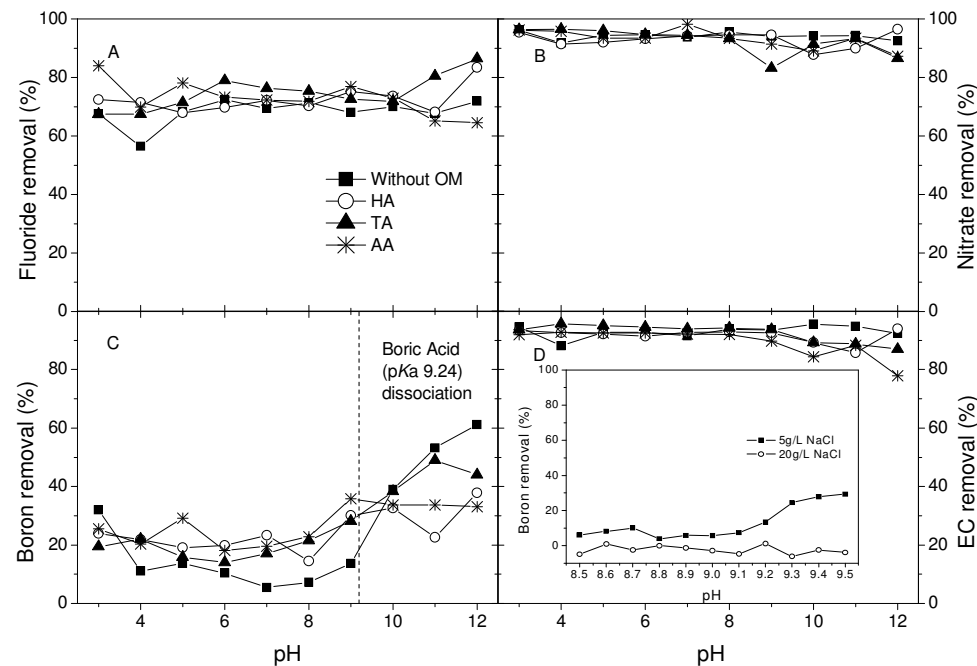 100
80
60
40
20
0
Fluoride removal (%)
A
Without OM
HA
TA
AA
B
100
80
60
40
20
0
Nitrate removal (%)
80
60
40
20
0
Boron removal (%)
C
Boric Acid
(pKa 9.24)
dissociation
4 6 8 10 12
pH
D
100
80
60
40
20
0
Boron removal (%)
5g/L NaCl
20g/L NaCl
8.5 8.6 8.7 8.8 8.9 9.0 9.1 9.2 9.3 9.4 9.5
pH
80
60
40
20
0
EC removal (%)
4 6 8 10 12
pH